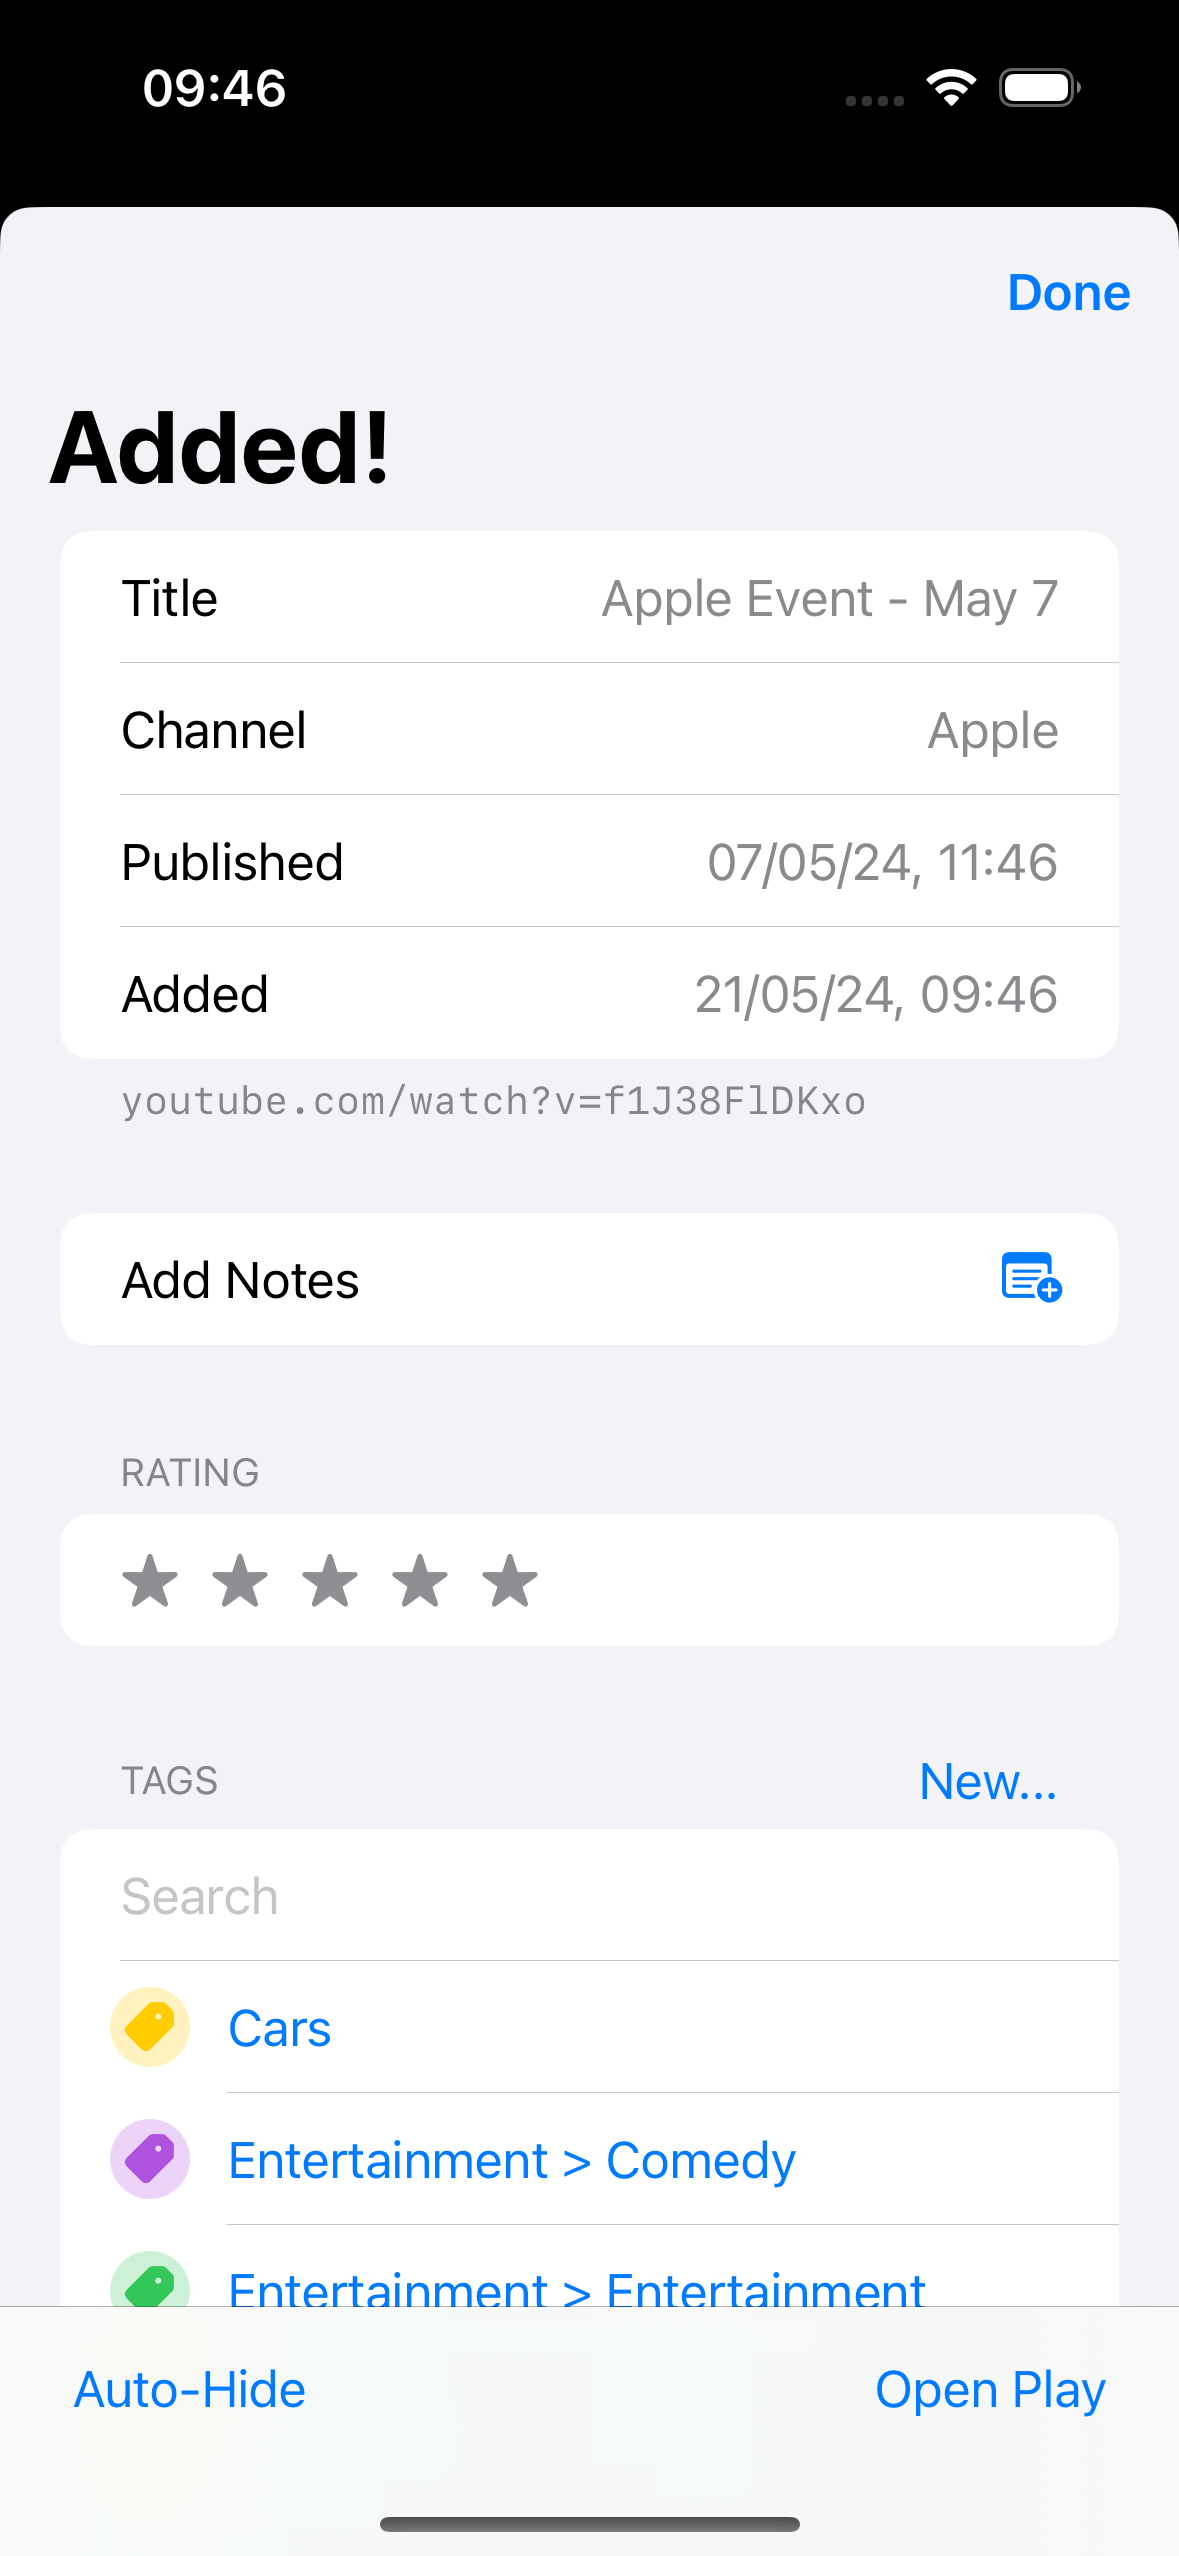 09:46
Done
Added!
Title Apple Event - May 7
Channel Apple
Published 07/05/24, 11:46
Added 21/05/24, 09:46
youtube.com/watch?v=f1J38FlDKxo
Add Notes
RATING
TAGS New...
Search
Cars
Entertainment > Comedy
Entertainment > Entertainment
Auto-Hide Open Play